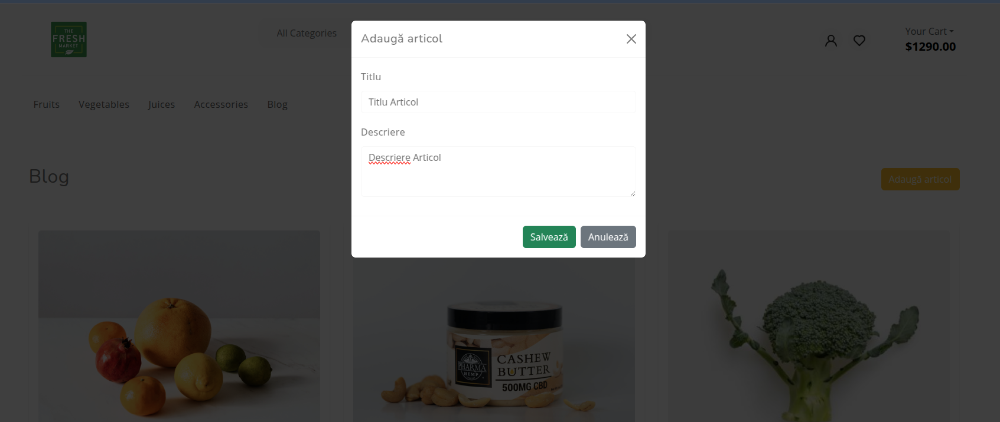 THE
FRESH
MARKET
All Categories
Your Cart
$1290.00
Fruits
Vegetables
Juices
Accessories
Blog
Adaugă articol
Titlu
Titlu Articol
Descriere
Descriere Articol
Salvează
Anulează
Blog
Adaugă articol
PHARMA
HEMP
CASHEW
BUTTER
500MG CBD